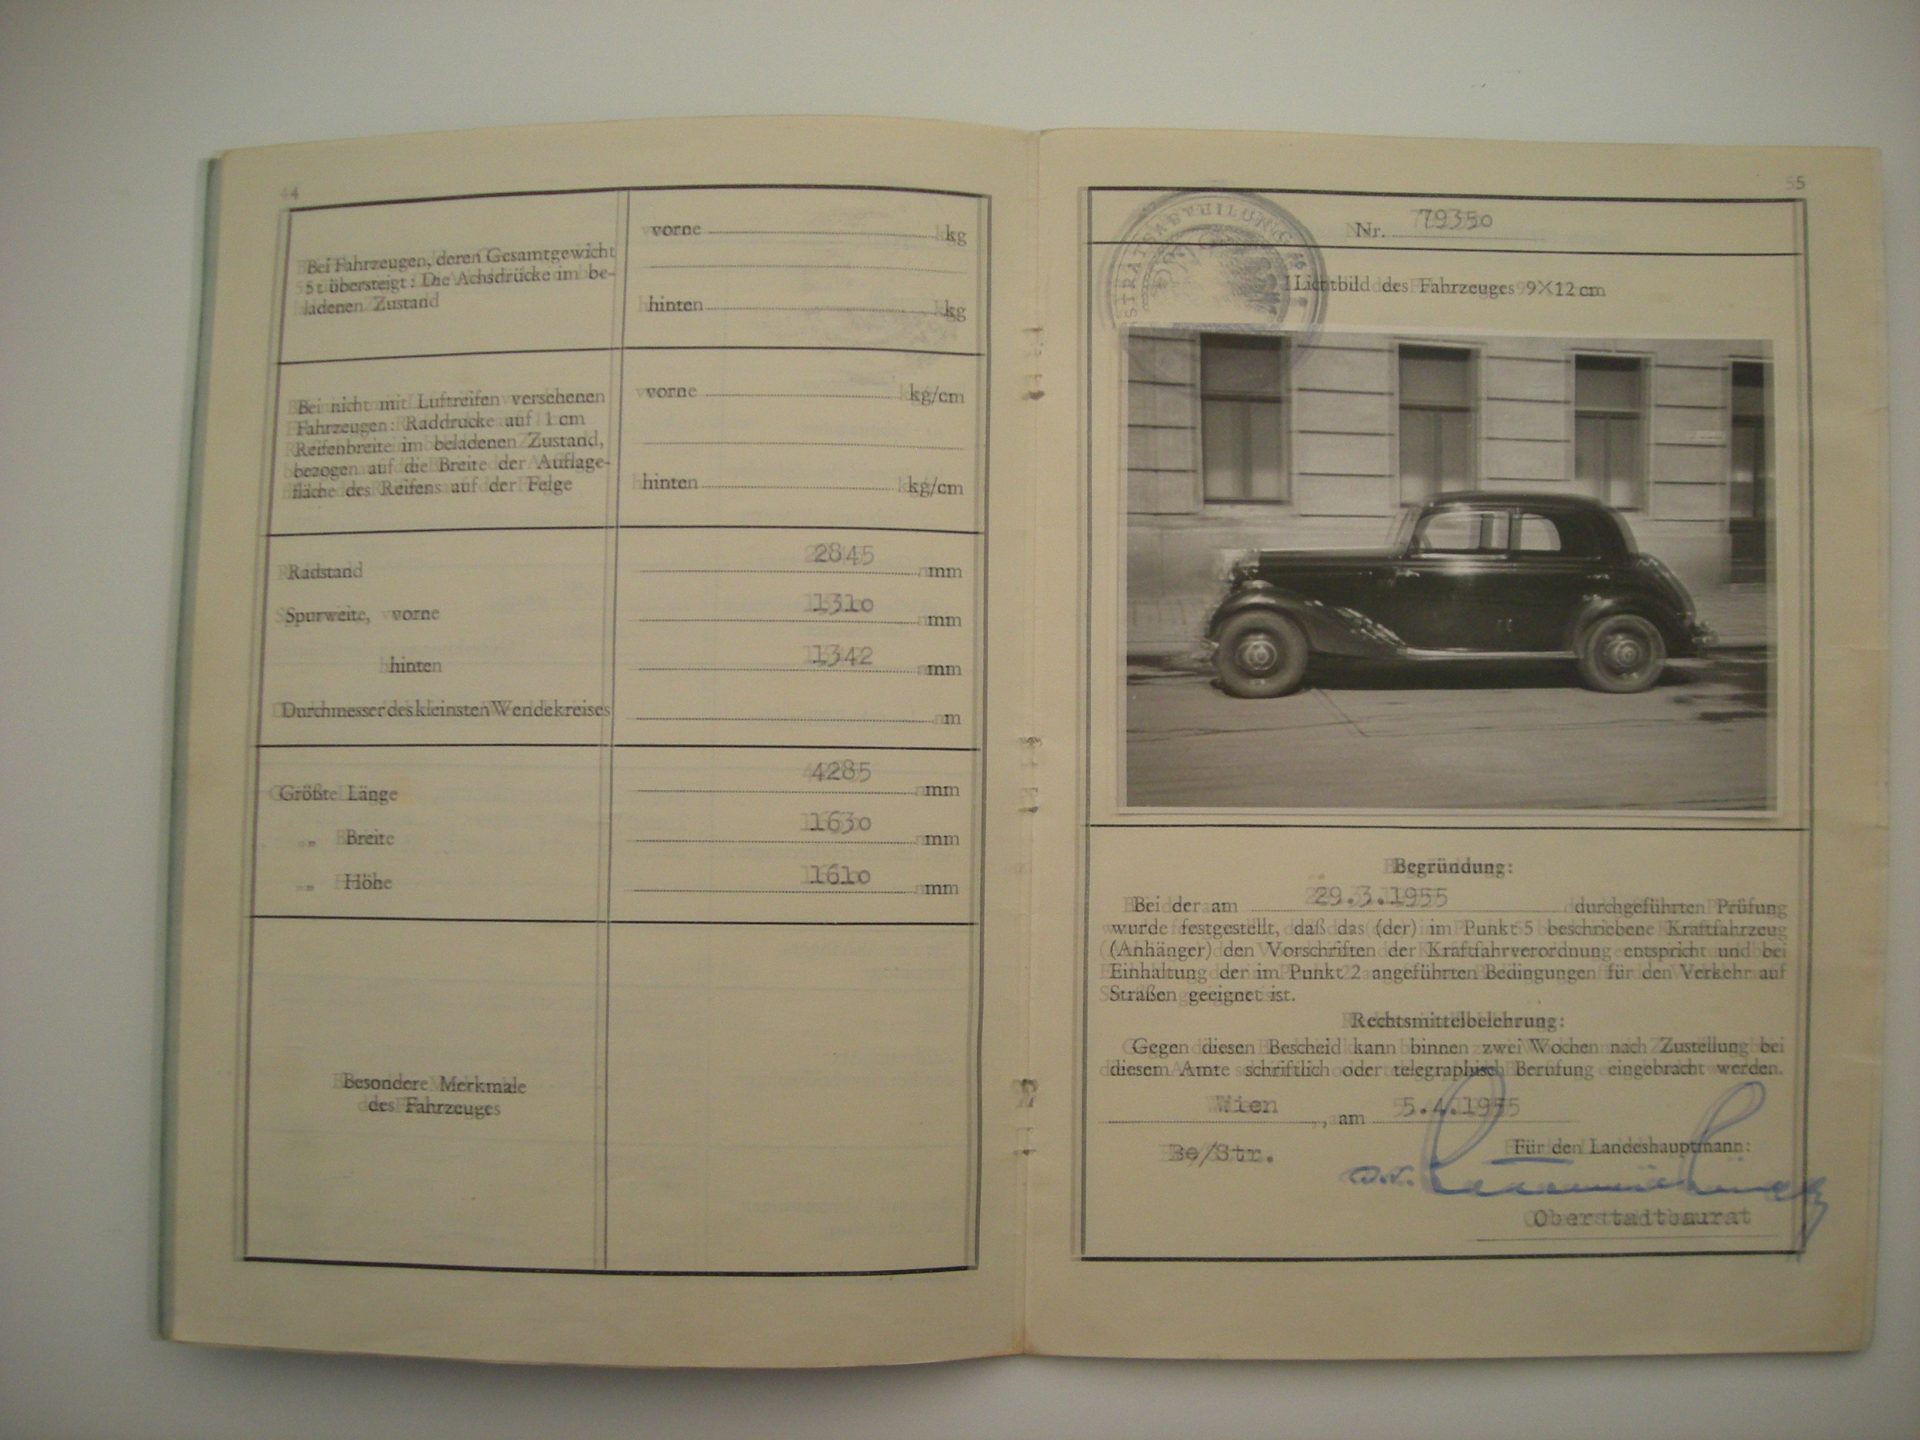 4
Bei Fahrzeugen, deren Gesamtgewicht
5 t übersteigt: Die Achsdrücke im be-
ladenen Zustand
vorne kg
hinten kg
Bei nicht mit Luftreifen versehenen
Fahrzeugen: Raddrucke auf 1 cm
Reifenbreite im beladenen Zustand,
bezogen auf die Breite der Auflage-
fläche des Reifens auf der Felge
vorne kg/cm
hinten kg/cm
Radstand 2845 mm
Spurweite, vorne 1310 mm
hinten 1342 mm
Durchmesser des kleinsten Wendekreises m
Größte Länge 4285 mm
„ Breite 1630 mm
„ Höhe 1610 mm
Besondere Merkmale
des Fahrzeuges
5
Nr. 79350
Lichtbild des Fahrzeuges 9×12 cm
Begründung:
Bei der am 29.3.1955 durchgeführten Prüfung
wurde festgestellt, daß das (der) im Punkt 5 beschriebene Kraftfahrzeug
(Anhänger) den Vorschriften der Kraftfahrverordnung entspricht und bei
Einhaltung der im Punkt 2 angeführten Bedingungen für den Verkehr auf
Straßen geeignet ist.
Rechtsmittelbelehrung:
Gegen diesen Bescheid kann binnen zwei Wochen nach Zustellung bei
diesem Amte schriftlich oder telegraphisch Berufung eingebracht werden.
Wien, am 5.4.1955
Be/Str.
Für den Landeshauptmann:
Oberstadtbaurat